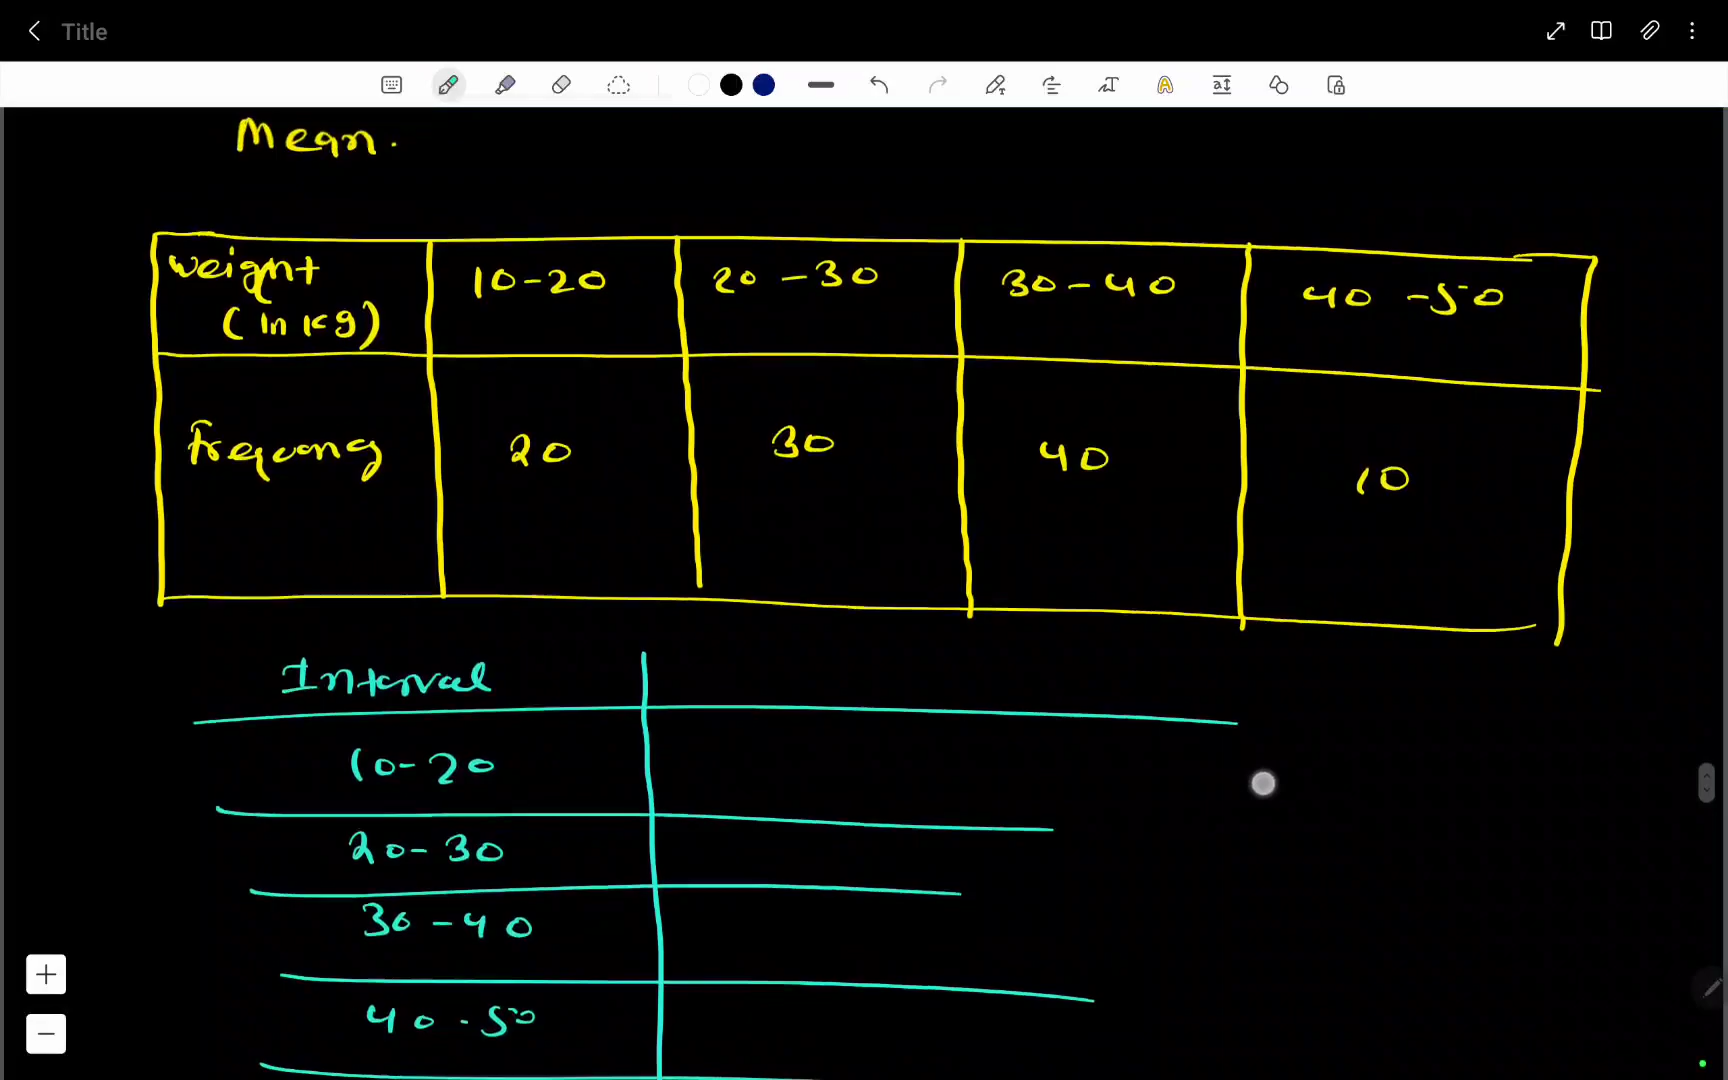 Title
Mean.
Weight 10-20 20-30 30-40 40-50
(in kg)
Frequency 20 30 40 10
Interval
10-20
20-30
30-40
40-50